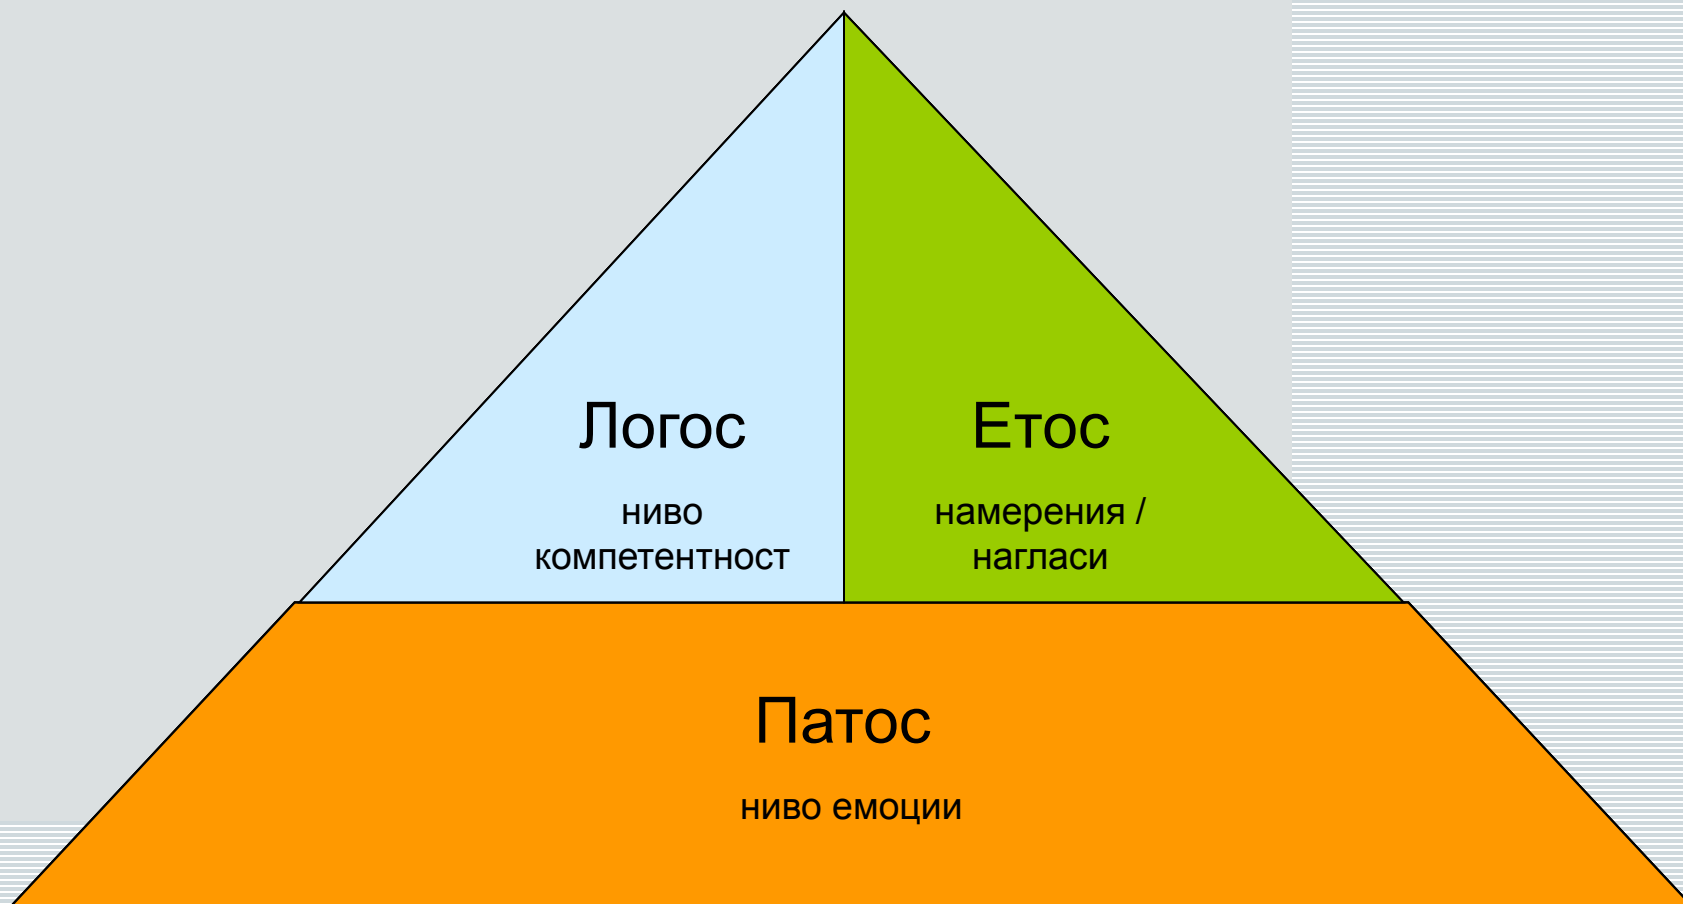 Логос
ниво
компетентност
Етос
намерения /
нагласи
Патос
ниво емоции